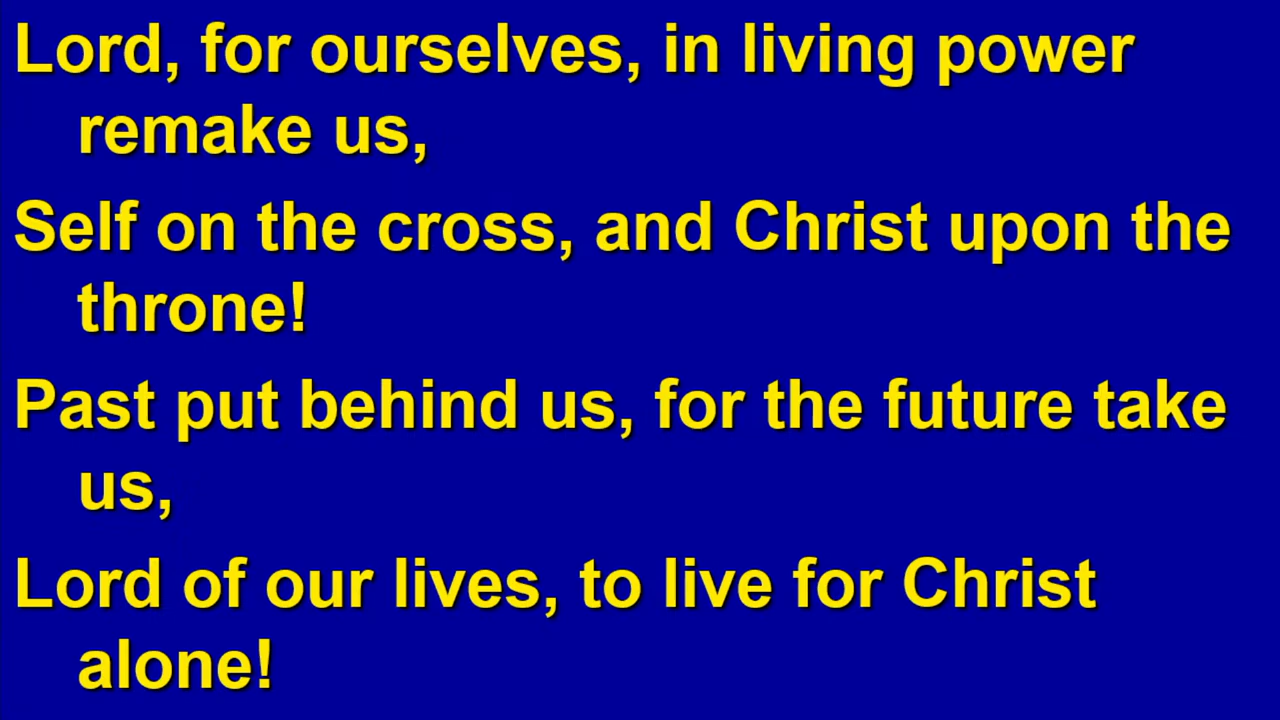 Lord, for ourselves, in living power
remake us,
Self on the cross, and Christ upon the
throne!
Past put behind us, for the future take
us,
Lord of our lives, to live for Christ
alone!